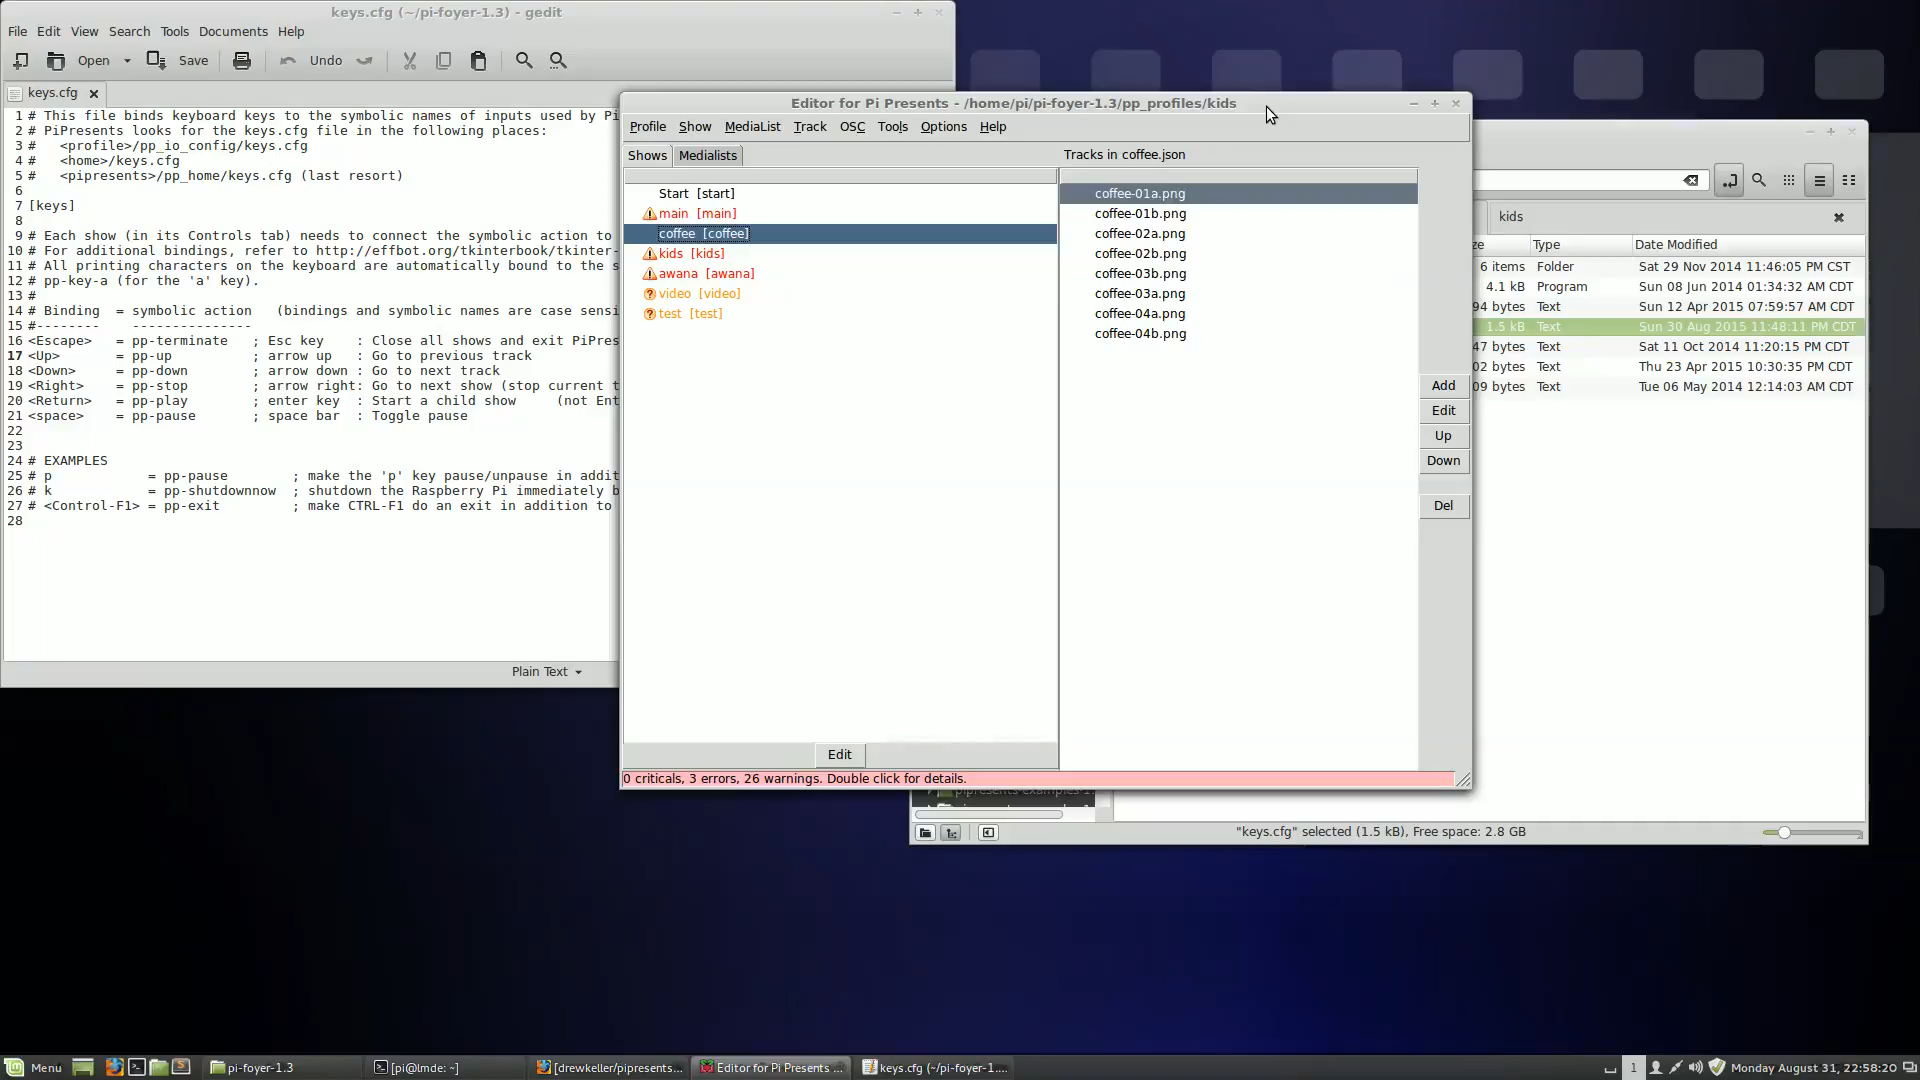 keys.cfg (~/pi-foyer-1.3) - gedit
File Edit View Search Tools Documents Help
Open Save Undo
keys.cfg
1 # This file binds keyboard keys to the symbolic names of inputs used by Pi
2 # PiPresents looks for the keys.cfg file in the following places:
3 #   <profile>/pp_io_config/keys.cfg
4 #   <home>/keys.cfg
5 #   <pipresents>/pp_home/keys.cfg (last resort)
6
7 [keys]
8
9 # Each show (in its Controls tab) needs to connect the symbolic action to
10 # For additional bindings, refer to http://effbot.org/tkinterbook/tkinter-
11 # All printing characters on the keyboard are automatically bound to the s
12 # pp-key-a (for the 'a' key).
13 #
14 # Binding  = symbolic action   (bindings and symbolic names are case sensi
15 #--------   ---------------
16 <Escape>   = pp-terminate  ; Esc key    : Close all shows and exit PiPres
17 <Up>       = pp-up         ; arrow up   : Go to previous track
18 <Down>     = pp-down       ; arrow down : Go to next track
19 <Right>    = pp-stop       ; arrow right: Go to next show (stop current t
20 <Return>   = pp-play       ; enter key  : Start a child show     (not Ent
21 <space>    = pp-pause      ; space bar  : Toggle pause
22
23
24 # EXAMPLES
25 # p            = pp-pause        ; make the 'p' key pause/unpause in addit
26 # k            = pp-shutdownnow  ; shutdown the Raspberry Pi immediately b
27 # <Control-F1> = pp-exit         ; make CTRL-F1 do an exit in addition to
28
Plain Text
Editor for Pi Presents - /home/pi/pi-foyer-1.3/pp_profiles/kids
Profile Show MediaList Track OSC Tools Options Help
Shows Medialists
Tracks in coffee.json
Start [start]
main [main]
coffee [coffee]
kids [kids]
awana [awana]
video [video]
test [test]
coffee-01a.png
coffee-01b.png
coffee-02a.png
coffee-02b.png
coffee-03b.png
coffee-03a.png
coffee-04a.png
coffee-04b.png
Add
Edit
Up
Down
Del
Edit
0 criticals, 3 errors, 26 warnings. Double click for details.
kids
ze Type Date Modified
6 items Folder Sat 29 Nov 2014 11:46:05 PM CST
4.1 kB Program Sun 08 Jun 2014 01:34:32 AM CDT
94 bytes Text Sun 12 Apr 2015 07:59:57 AM CDT
1.5 kB Text Sun 30 Aug 2015 11:48:11 PM CDT
47 bytes Text Sat 11 Oct 2014 11:20:15 PM CDT
02 bytes Text Thu 23 Apr 2015 10:30:35 PM CDT
09 bytes Text Tue 06 May 2014 12:14:03 AM CDT
pipresents-examples-1.
"keys.cfg" selected (1.5 kB), Free space: 2.8 GB
Menu pi-foyer-1.3 [pi@lmde: ~] [drewkeller/pipresents... Editor for Pi Presents ... keys.cfg (~/pi-foyer-1.... 1 Monday August 31, 22:58:20